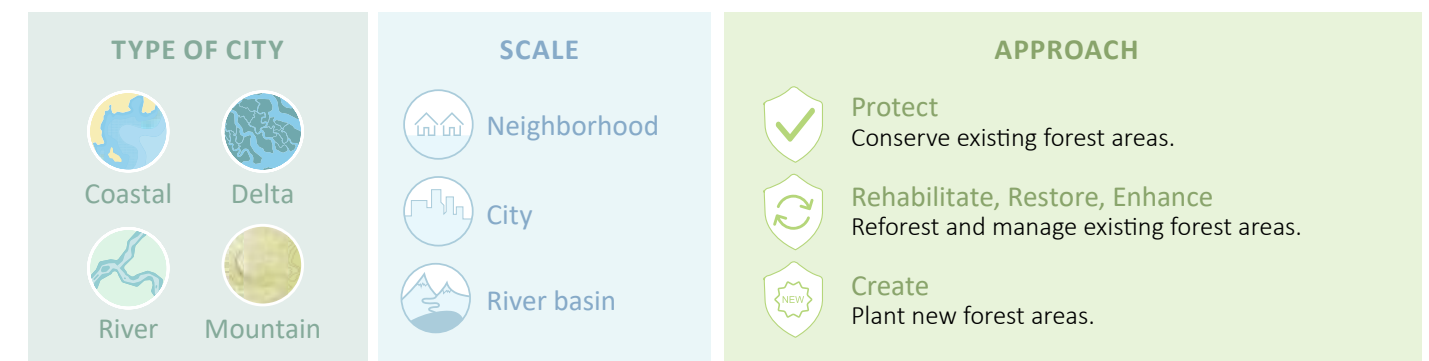 TYPE OF CITY
Coastal
Delta
River
Mountain
SCALE
Neighborhood
City
River basin
APPROACH
Protect
Conserve existing forest areas.
Rehabilitate, Restore, Enhance
Reforest and manage existing forest areas.
NEW
Create
Plant new forest areas.